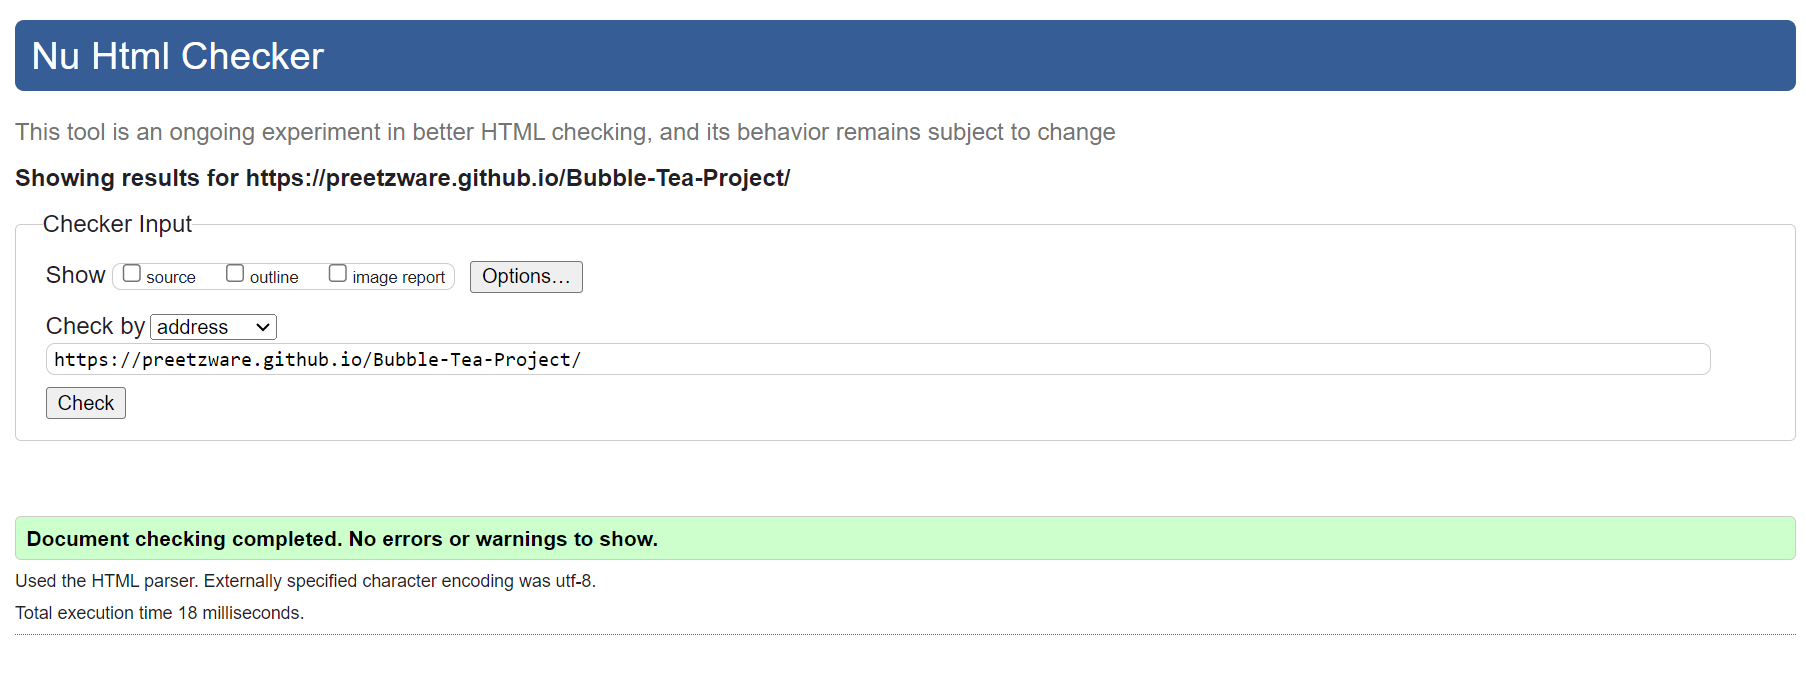 Nu Html Checker
This tool is an ongoing experiment in better HTML checking, and its behavior remains subject to change
Showing results for https://preetzware.github.io/Bubble-Tea-Project/
Checker Input
Show source outline image report Options...
Check by address
https://preetzware.github.io/Bubble-Tea-Project/
Check
Document checking completed. No errors or warnings to show.
Used the HTML parser. Externally specified character encoding was utf-8.
Total execution time 18 milliseconds.